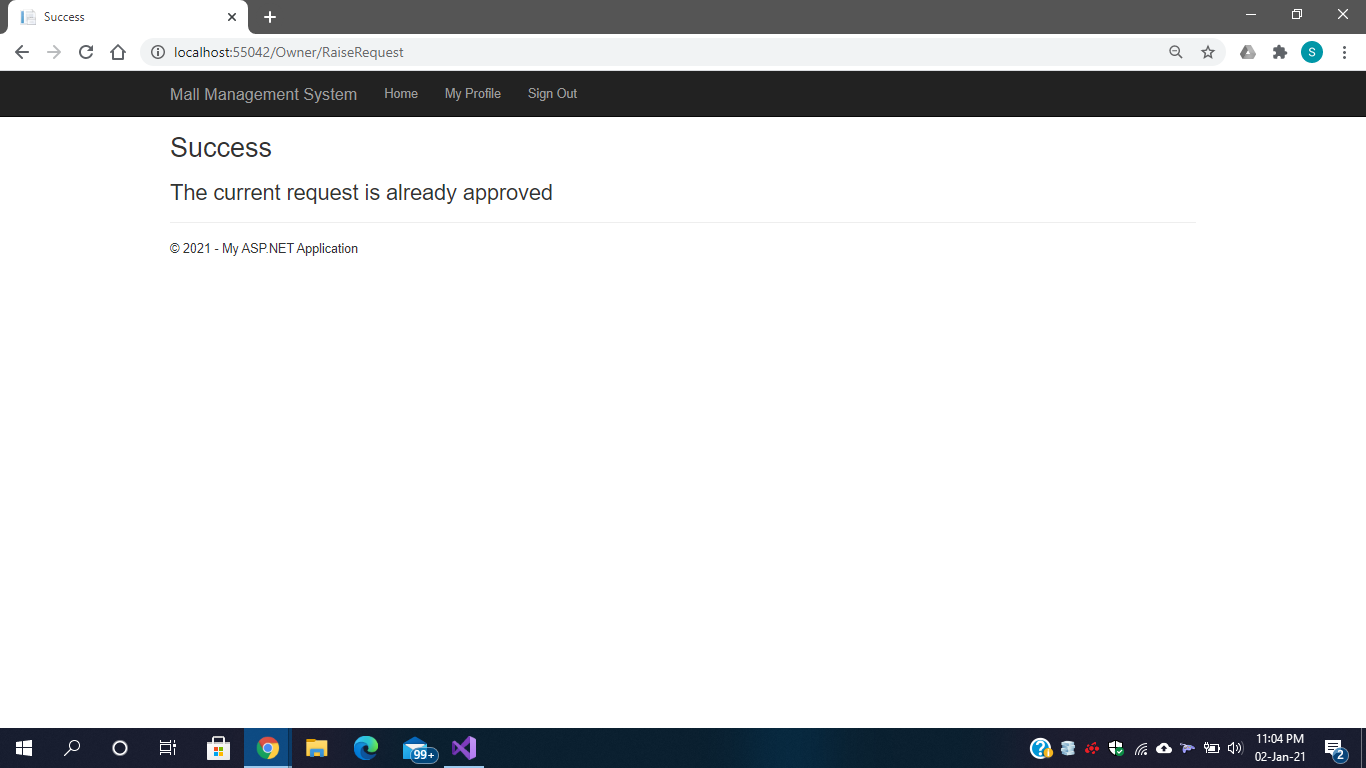 Success
localhost:55042/Owner/RaiseRequest
S
Mall Management System Home My Profile Sign Out
Success
The current request is already approved
© 2021 - My ASP.NET Application
99+
11:04 PM
02-Jan-21
2